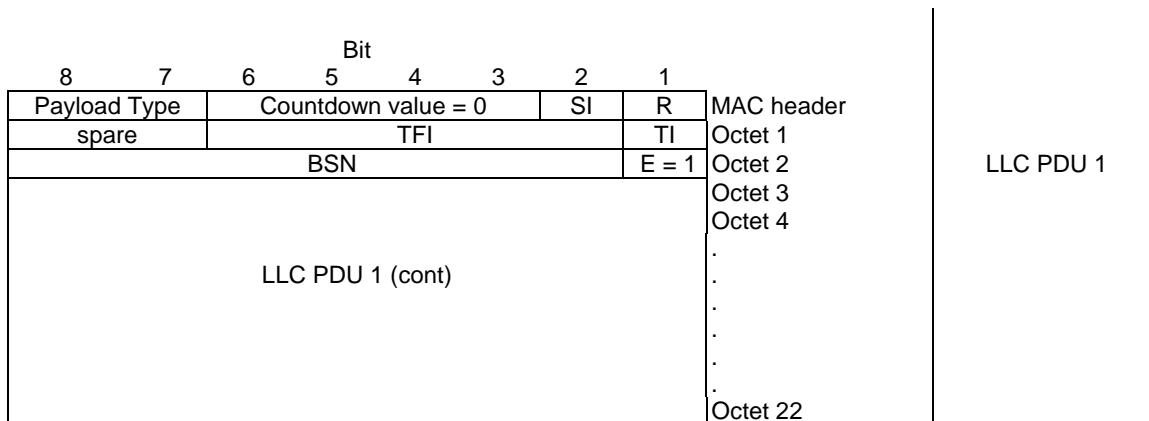 Bit
8 7 6 5 4 3 2 1
Payload Type Countdown value = 0 SI R MAC header
spare TFI TI Octet 1
BSN E = 1 Octet 2 LLC PDU 1
Octet 3
Octet 4
.
LLC PDU 1 (cont) .
.
.
.
.
Octet 22